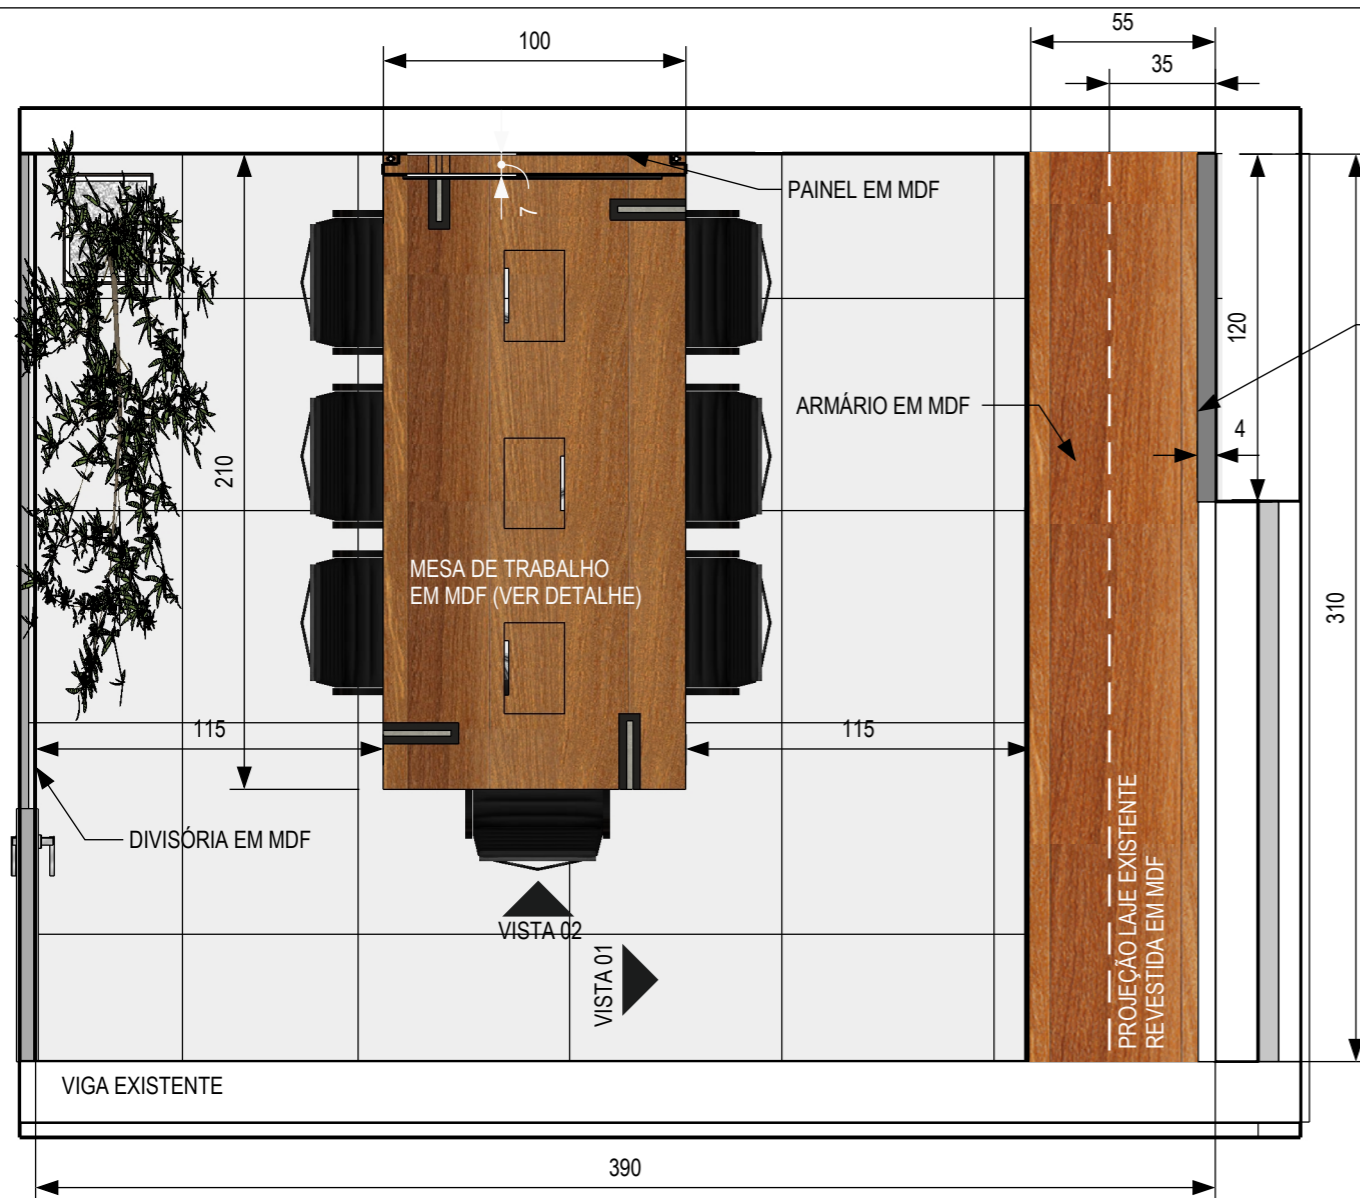 55
100
35
PAINEL EM MDF
7
120
ARMÁRIO EM MDF
4
210
MESA DE TRABALHO
EM MDF (VER DETALHE)
310
115
115
DIVISÓRIA EM MDF
PROJEÇÃO LAJE EXISTENTE
REVESTIDA EM MDF
VISTA 02
VISTA 01
VIGA EXISTENTE
390